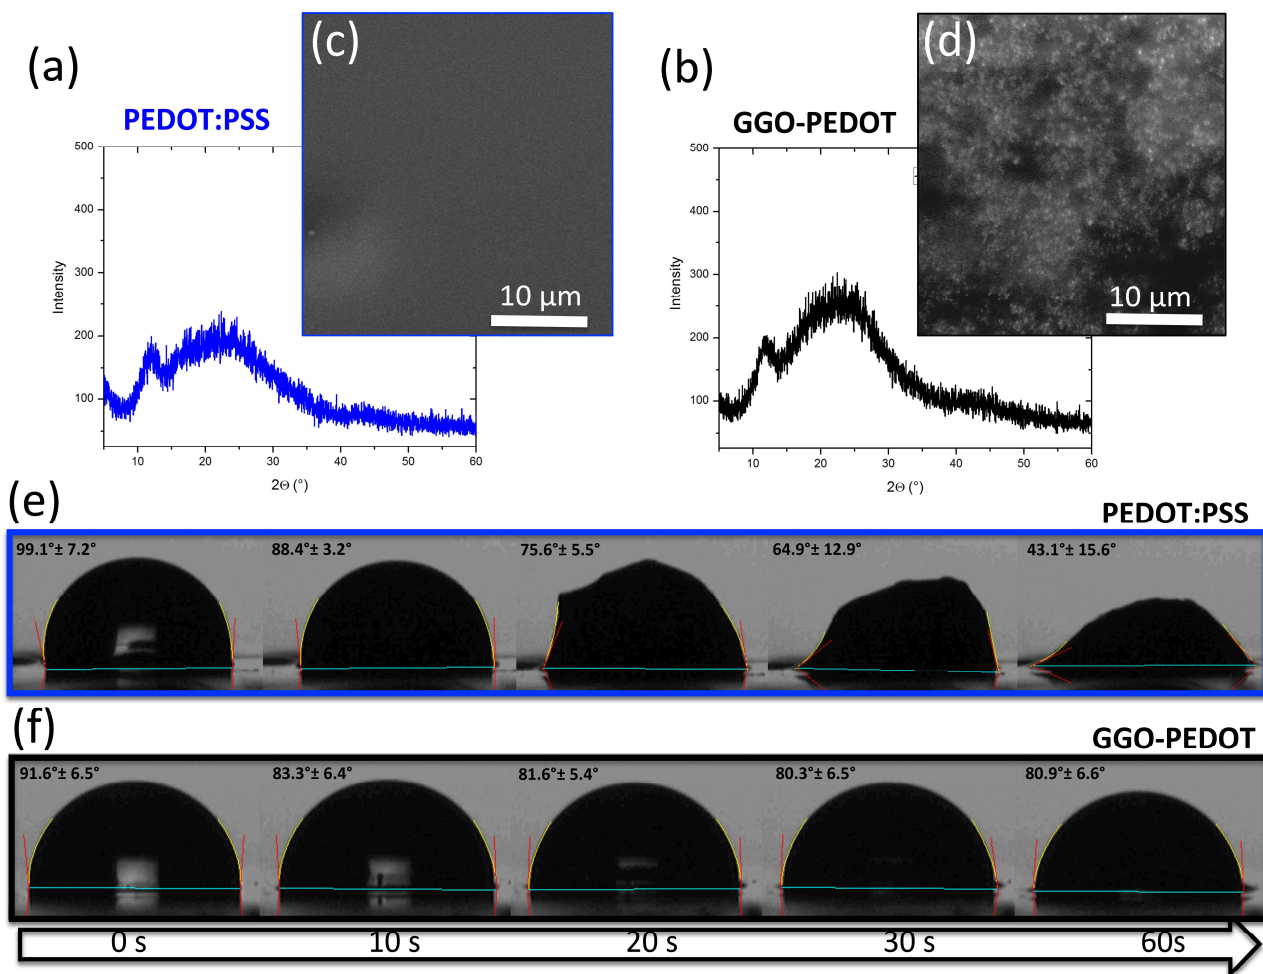 (a)
PEDOT:PSS
500
400
300
200
100
Intensity
10
20
30
40
50
60
2Θ (°)
(c)
10 µm
(b)
GGO-PEDOT
500
400
300
200
100
Intensity
10
20
30
40
50
60
2Θ (°)
(d)
10 µm
(e)
PEDOT:PSS
99.1°± 7.2°
88.4°± 3.2°
75.6°± 5.5°
64.9°± 12.9°
43.1°± 15.6°
(f)
GGO-PEDOT
91.6°± 6.5°
83.3°± 6.4°
81.6°± 5.4°
80.3°± 6.5°
80.9°± 6.6°
0 s
10 s
20 s
30 s
60s